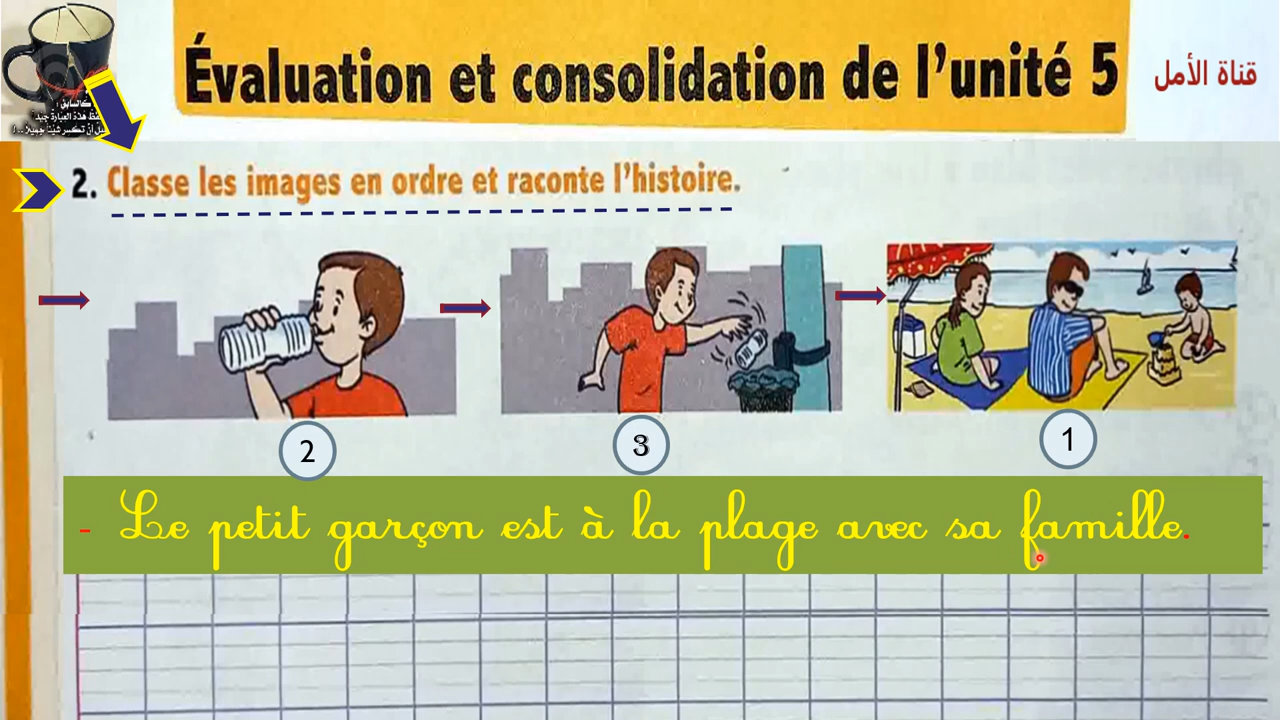 Évaluation et consolidation de l'unité 5
قناة الأمل
كالسابق :
2. Classe les images en ordre et raconte l'histoire.
2
3
1
- Le petit garçon est à la plage avec sa famille.